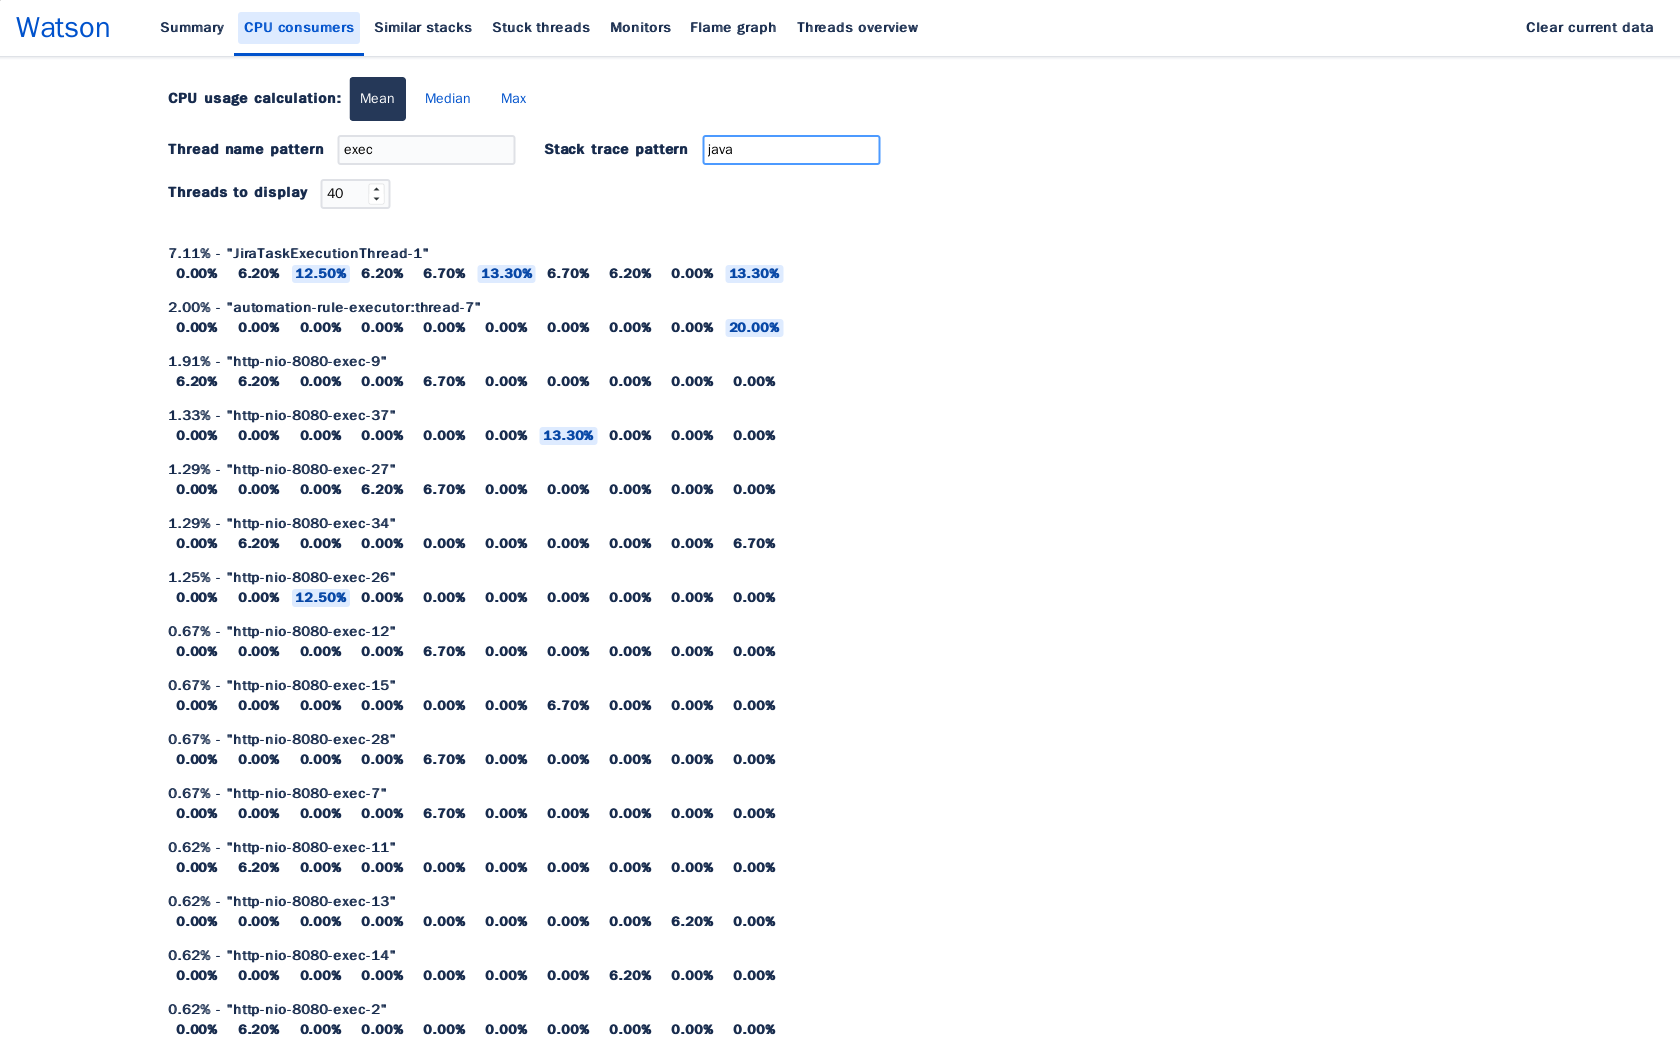 Watson Summary CPU consumers Similar stacks Stuck threads Monitors Flame graph Threads overview Clear current data
CPU usage calculation: Mean Median Max
Thread name pattern exec Stack trace pattern java
Threads to display 40
7.11% - "JiraTaskExecutionThread-1"
0.00% 6.20% 12.50% 6.20% 6.70% 13.30% 6.70% 6.20% 0.00% 13.30%
2.00% - "automation-rule-executor:thread-7"
0.00% 0.00% 0.00% 0.00% 0.00% 0.00% 0.00% 0.00% 0.00% 20.00%
1.91% - "http-nio-8080-exec-9"
6.20% 6.20% 0.00% 0.00% 6.70% 0.00% 0.00% 0.00% 0.00% 0.00%
1.33% - "http-nio-8080-exec-37"
0.00% 0.00% 0.00% 0.00% 0.00% 0.00% 13.30% 0.00% 0.00% 0.00%
1.29% - "http-nio-8080-exec-27"
0.00% 0.00% 0.00% 6.20% 6.70% 0.00% 0.00% 0.00% 0.00% 0.00%
1.29% - "http-nio-8080-exec-34"
0.00% 6.20% 0.00% 0.00% 0.00% 0.00% 0.00% 0.00% 0.00% 6.70%
1.25% - "http-nio-8080-exec-26"
0.00% 0.00% 12.50% 0.00% 0.00% 0.00% 0.00% 0.00% 0.00% 0.00%
0.67% - "http-nio-8080-exec-12"
0.00% 0.00% 0.00% 0.00% 6.70% 0.00% 0.00% 0.00% 0.00% 0.00%
0.67% - "http-nio-8080-exec-15"
0.00% 0.00% 0.00% 0.00% 0.00% 0.00% 6.70% 0.00% 0.00% 0.00%
0.67% - "http-nio-8080-exec-28"
0.00% 0.00% 0.00% 0.00% 6.70% 0.00% 0.00% 0.00% 0.00% 0.00%
0.67% - "http-nio-8080-exec-7"
0.00% 0.00% 0.00% 0.00% 6.70% 0.00% 0.00% 0.00% 0.00% 0.00%
0.62% - "http-nio-8080-exec-11"
0.00% 6.20% 0.00% 0.00% 0.00% 0.00% 0.00% 0.00% 0.00% 0.00%
0.62% - "http-nio-8080-exec-13"
0.00% 0.00% 0.00% 0.00% 0.00% 0.00% 0.00% 0.00% 6.20% 0.00%
0.62% - "http-nio-8080-exec-14"
0.00% 0.00% 0.00% 0.00% 0.00% 0.00% 0.00% 6.20% 0.00% 0.00%
0.62% - "http-nio-8080-exec-2"
0.00% 6.20% 0.00% 0.00% 0.00% 0.00% 0.00% 0.00% 0.00% 0.00%